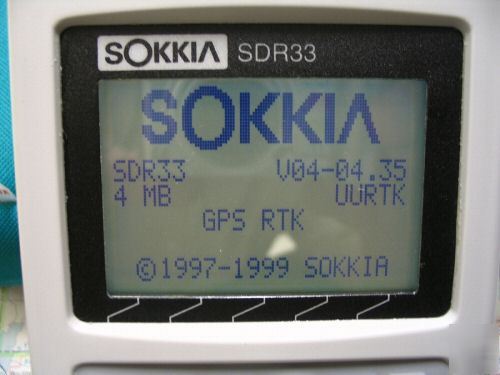 SOKKIA SDR33
SOKKIA
SDR33 V04-04.35
4 MB UURTK
GPS RTK
©1997-1999 SOKKIA